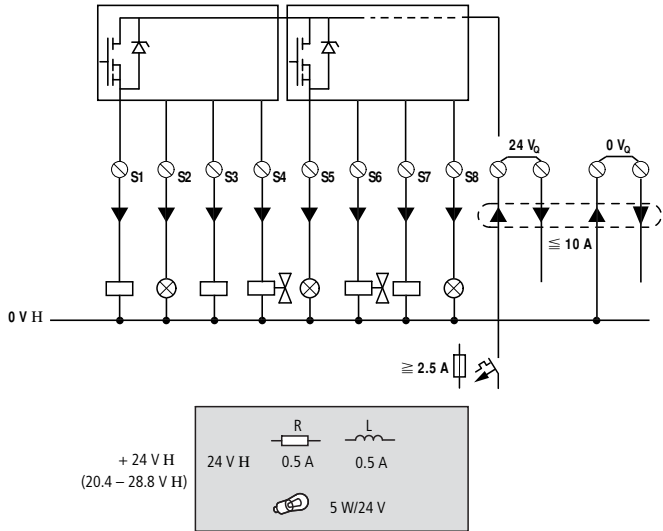 S1 S2 S3 S4 S5 S6 S7 S8
24 VQ 0 VQ
≦ 10 A
0 V H
≧ 2.5 A
R L
+ 24 V H 24 V H 0.5 A 0.5 A
(20.4 – 28.8 V H)
5 W/24 V